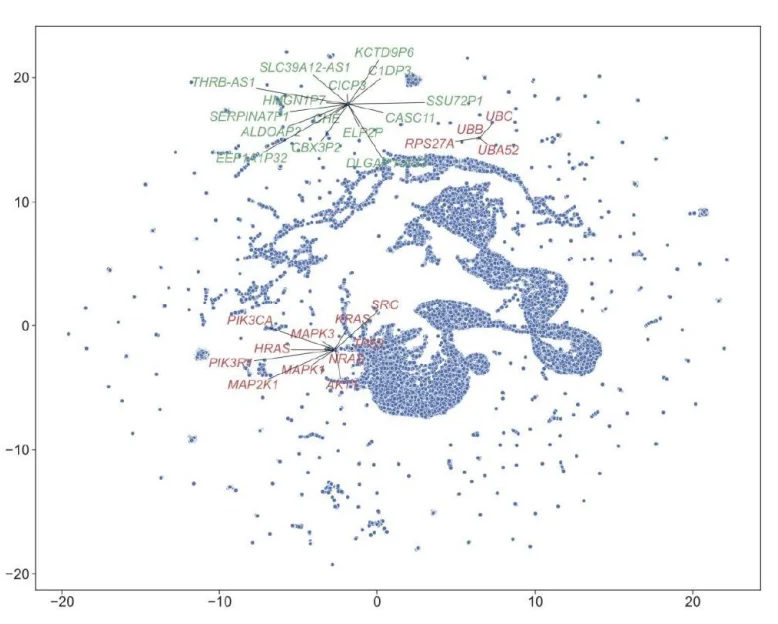 KCTD9P6
SLC39A12-AS1
C1DP3
THRB-AS1
CICP3
HMGN1P7
SSU72P1
SERPINA7P1
CASC11
UBC
CHE
UBB
ALDOAP2
ELP2P
RPS27A
CBX3P2
UBA52
EEF1A1P32
20
10
SRC
PIK3CA
KRAS
MAPK3
0
HRAS
NRAS
PIK3R1
MAPK1
MAP2K1
−10
−20
−20
−10
0
10
20